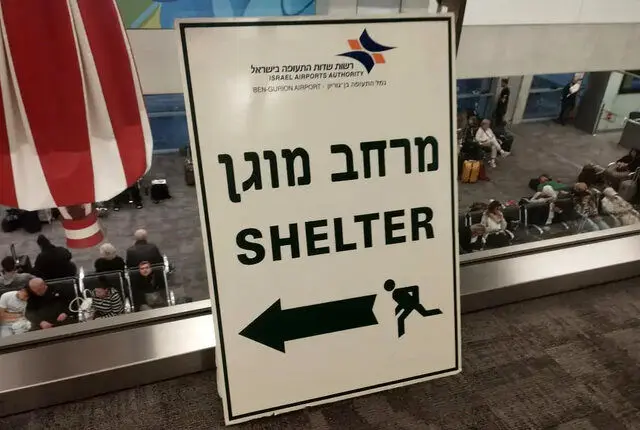 רשות שדות התעופה בישראל
ISRAEL AIRPORTS AUTHORITY
BEN-GURION AIRPORT · נמל התעופה בן־גוריון
מרחב מוגן
SHELTER